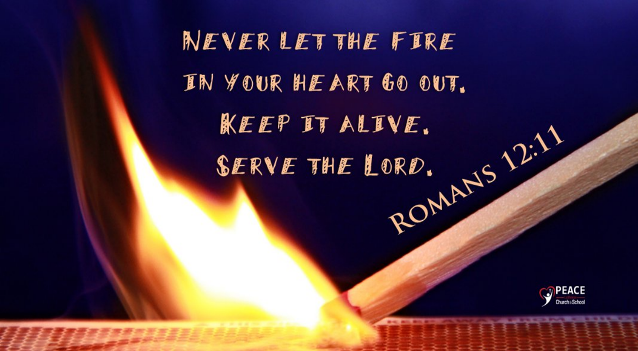 Never let the Fire
in your heart go out.
Keep it alive.
Serve the Lord.
Romans 12:11
PEACE
Church & School